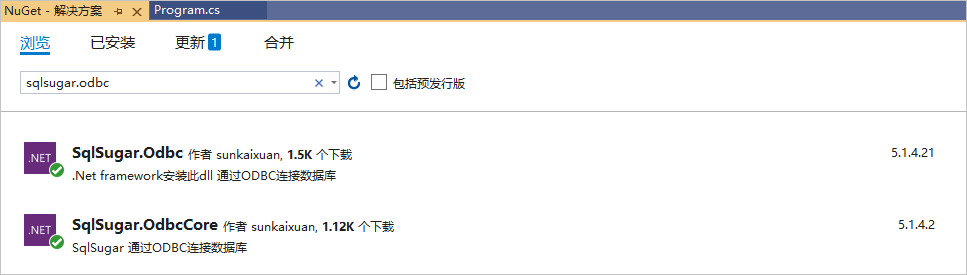 NuGet - 解决方案 Program.cs
浏览 已安装 更新 1 合并
sqlsugar.odbc 包括预发行版
.NET SqlSugar.Odbc 作者 sunkaixuan, 1.5K 个下载 5.1.4.21
.Net framework安装此dll 通过ODBC连接数据库
.NET SqlSugar.OdbcCore 作者 sunkaixuan, 1.12K 个下载 5.1.4.2
SqlSugar 通过ODBC连接数据库